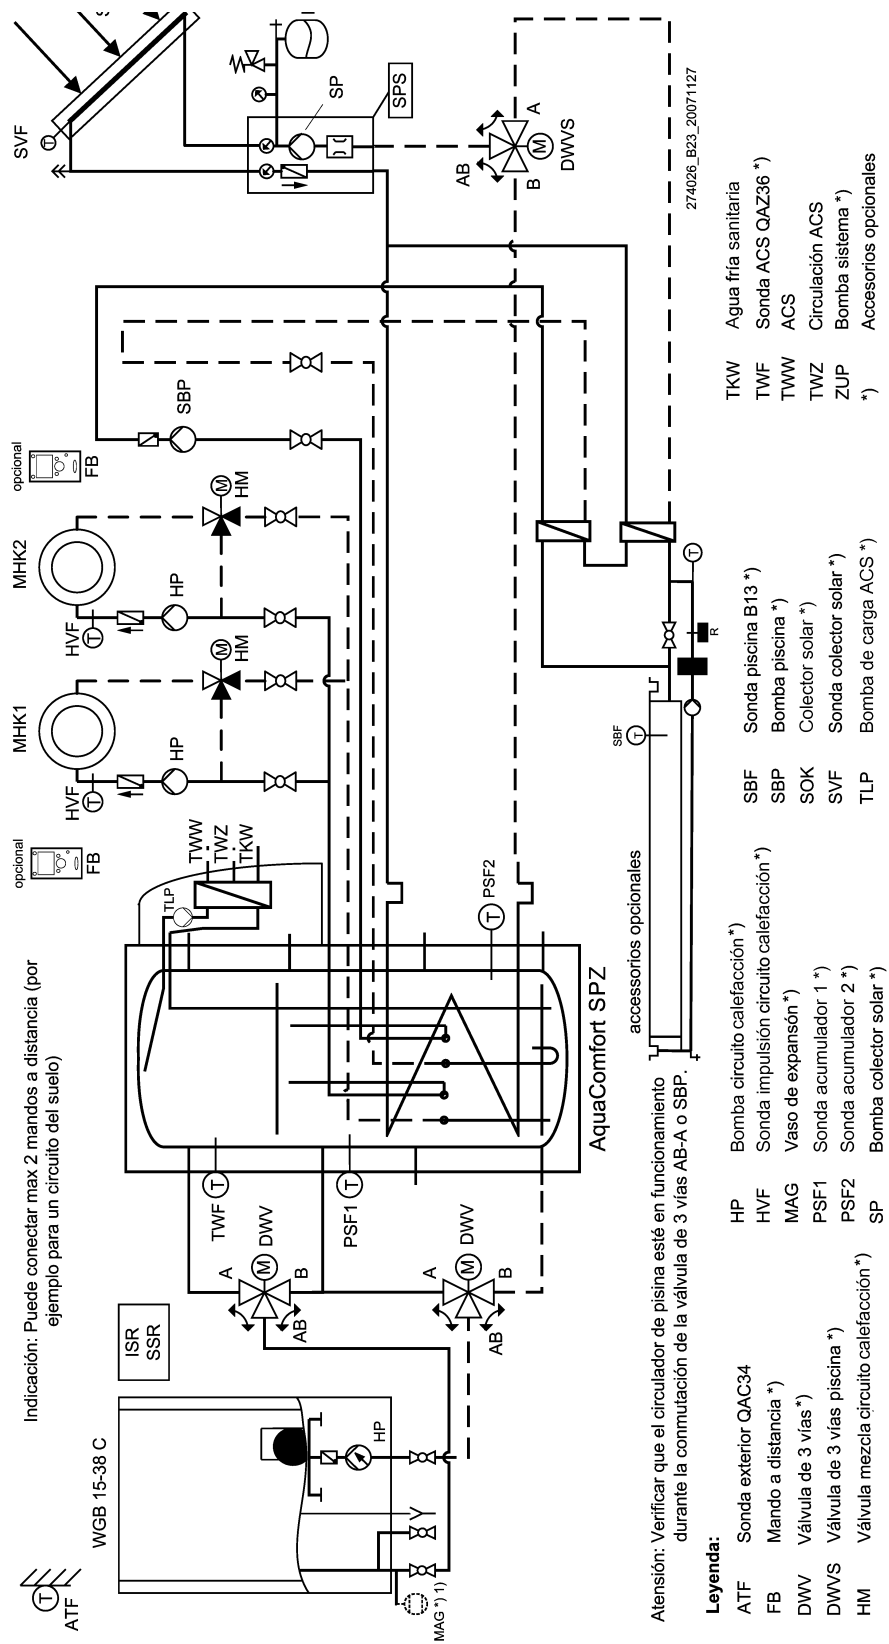 Indicación: Puede conectar max 2 mandos a distancia (por
ejemplo para un circuito del suelo)
ATF
T
WGB 15-38 C
MAG *) 1)
HP
ISR
SSR
A
DWV
M
B
AB
A
DWV
M
B
AB
TWF
T
PSF1
T
AquaComfort SPZ
PSF2
T
TLP
TWW
TWZ
TKW
opcional
FB
opcional
FB
MHK1
HVF
T
HP
HM
M
MHK2
HVF
T
HP
HM
M
SBP
SVF
T
SP
SPS
AB
A
B
M
DWVS
SBF
T
T
R
accessorios opcionales
274026_B23_20071127
Atensión: Verificar que el circulador de pisina esté en funcionamiento
durante la conmutación de la válvula de 3 vías AB-A o SBP.
Leyenda:
ATF Sonda exterior QAC34
FB Mando a distancia *)
DWV Válvula de 3 vías *)
DWVS Válvula de 3 vías piscina *)
HM Válvula mezcla circuito calefacción *)
HP Bomba circuito calefacción *)
HVF Sonda impulsión circuito calefacción *)
MAG Vaso de expansón *)
PSF1 Sonda acumulador 1 *)
PSF2 Sonda acumulador 2 *)
SP Bomba colector solar *)
SBF Sonda piscina B13 *)
SBP Bomba piscina *)
SOK Colector solar *)
SVF Sonda colector solar *)
TLP Bomba de carga ACS *)
TKW Agua fría sanitaria
TWF Sonda ACS QAZ36 *)
TWW ACS
TWZ Circulación ACS
ZUP Bomba sistema *)
*) Accesorios opcionales